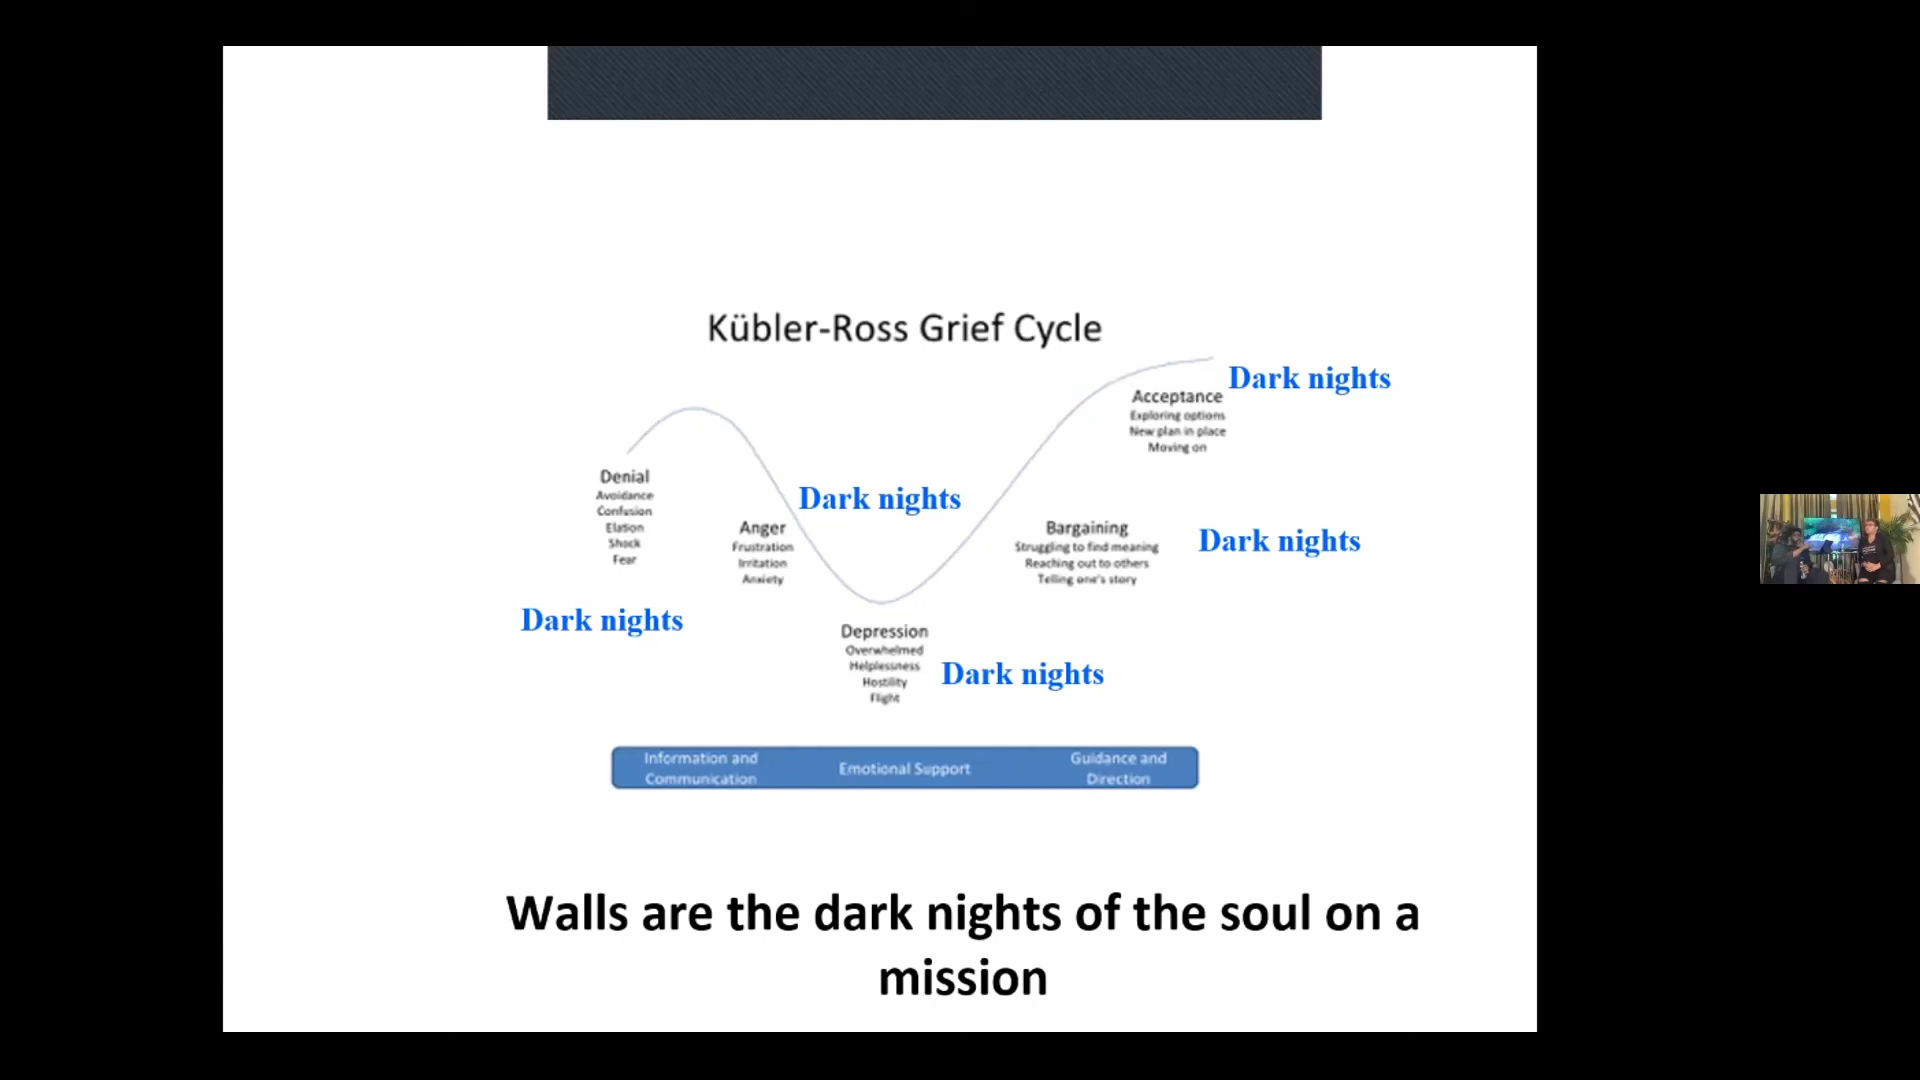 Kübler-Ross Grief Cycle
Dark nights
Acceptance
Exploring options
New plan in place
Moving on
Denial
Avoidance
Confusion
Elation
Shock
Fear
Dark nights
Anger
Frustration
Irritation
Anxiety
Bargaining
Struggling to find meaning
Reaching out to others
Telling one's story
Dark nights
Dark nights
Depression
Overwhelmed
Helplessness
Hostility
Flight
Dark nights
Information and
Communication
Emotional Support
Guidance and
Direction
Walls are the dark nights of the soul on a
mission